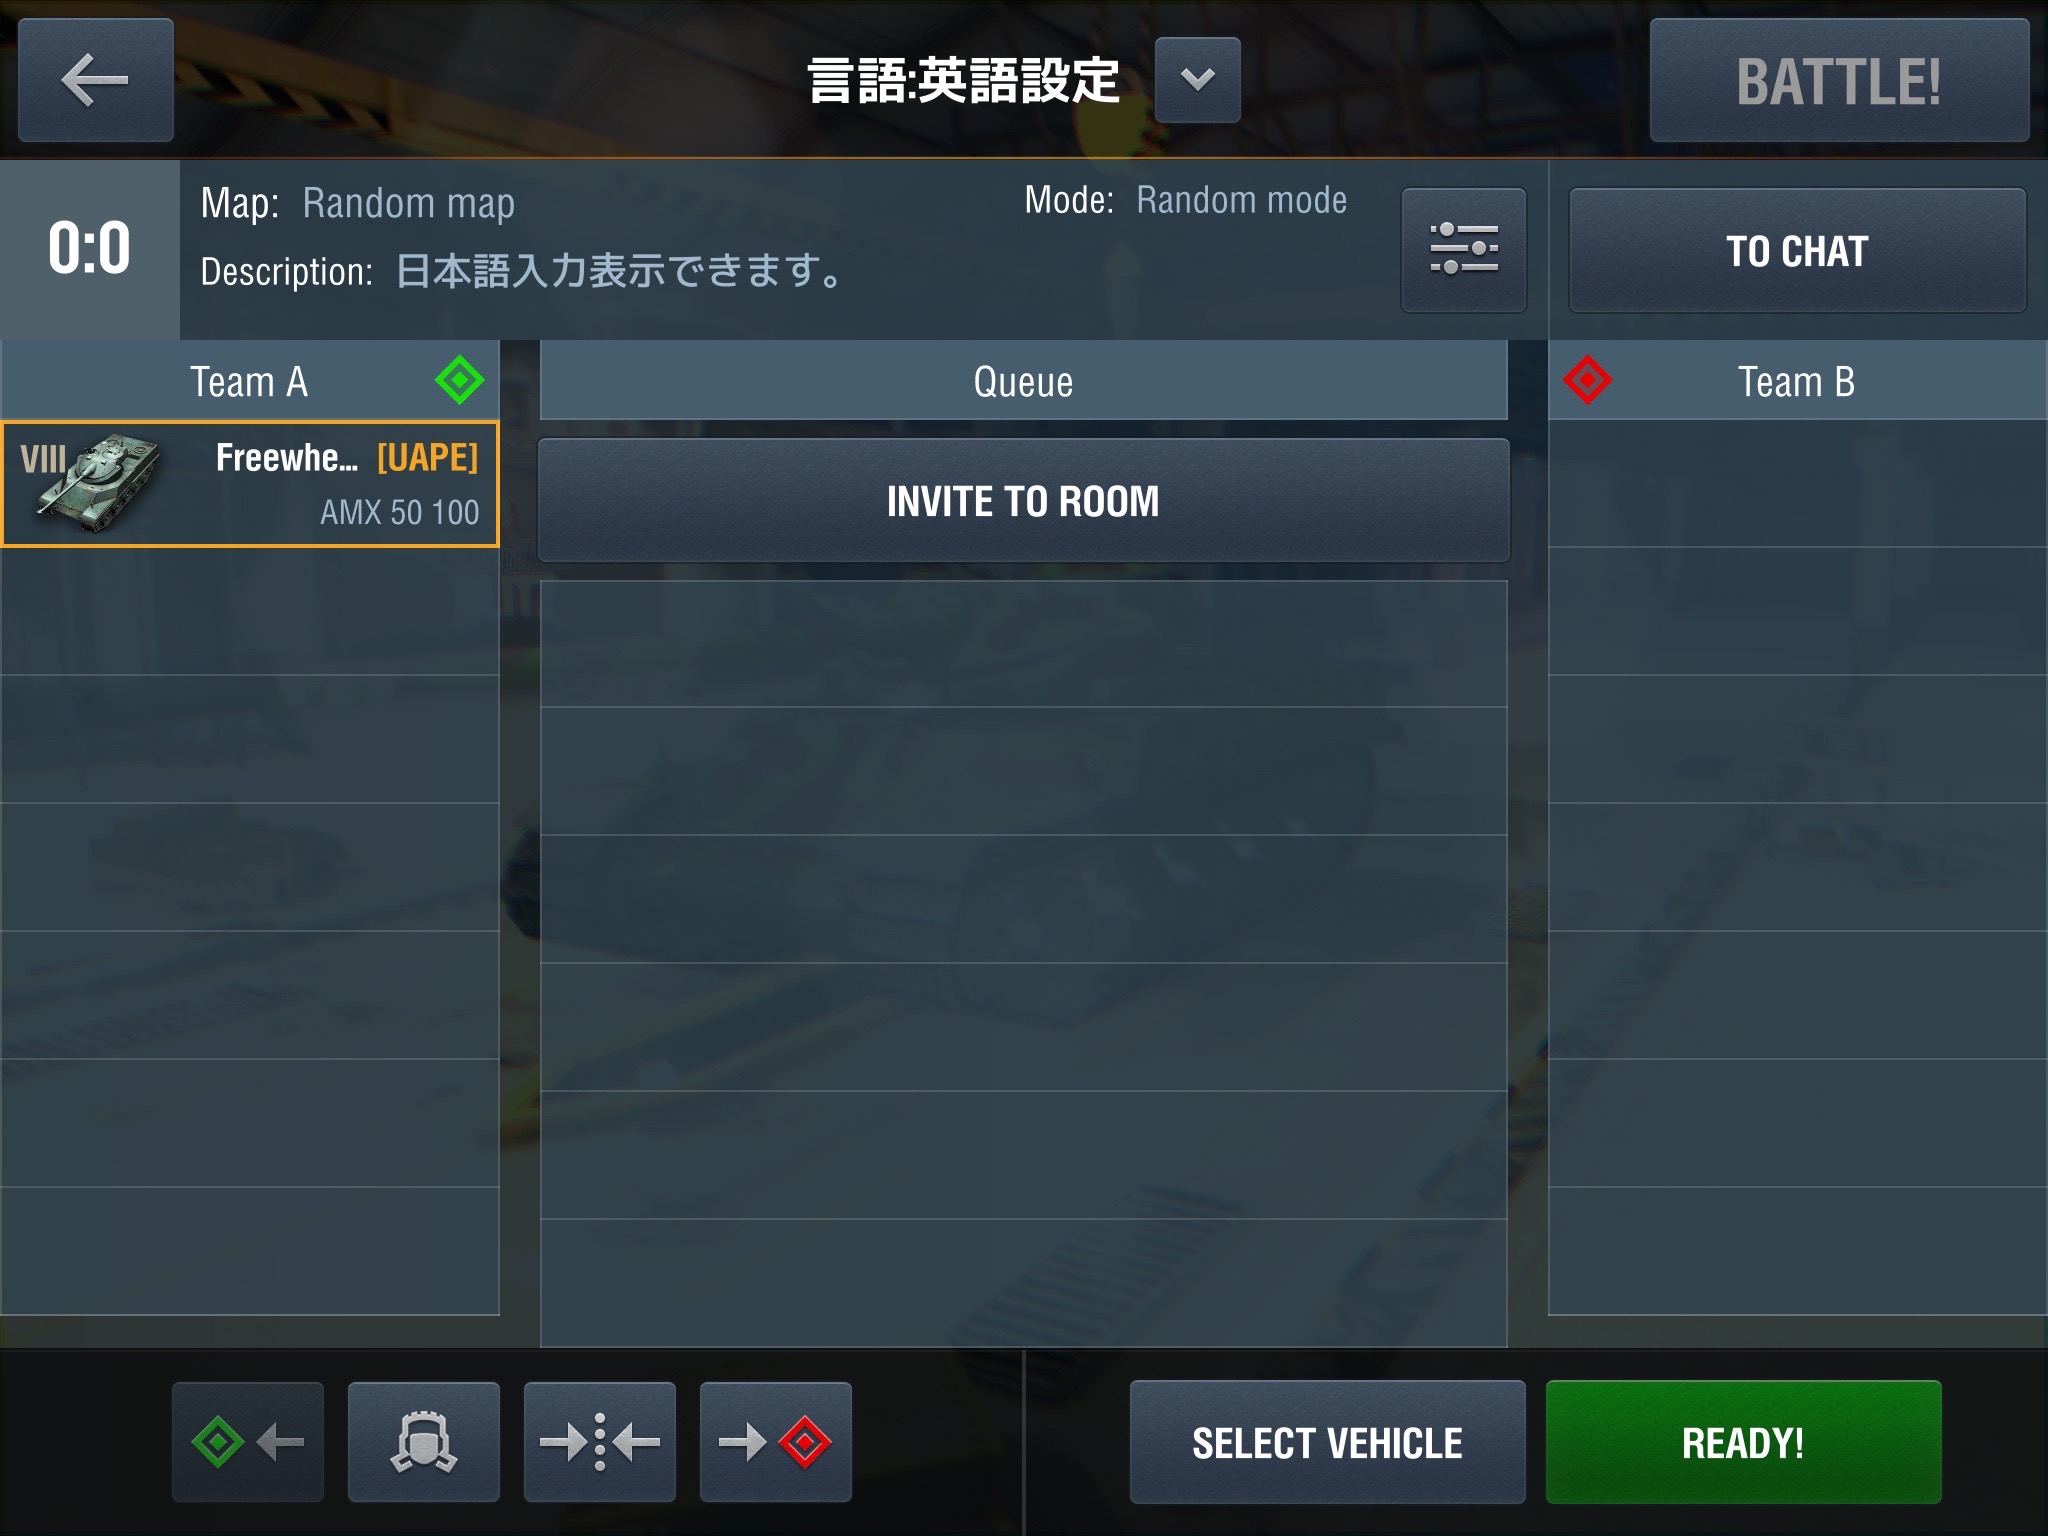 言語:英語設定
BATTLE!
0:0
Map: Random map
Mode: Random mode
Description: 日本語入力表示できます。
TO CHAT
Team A
Queue
Team B
VIII
Freewhe... [UAPE]
AMX 50 100
INVITE TO ROOM
SELECT VEHICLE
READY!